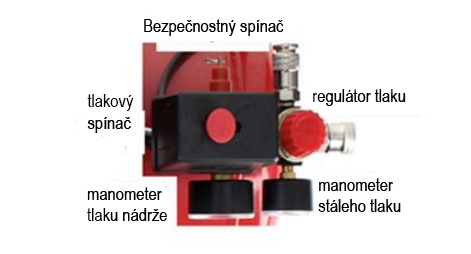 Bezpečnostný spínač
tlakový
spínač
regulátor tlaku
manometer
tlaku nádrže
manometer
stáleho tlaku